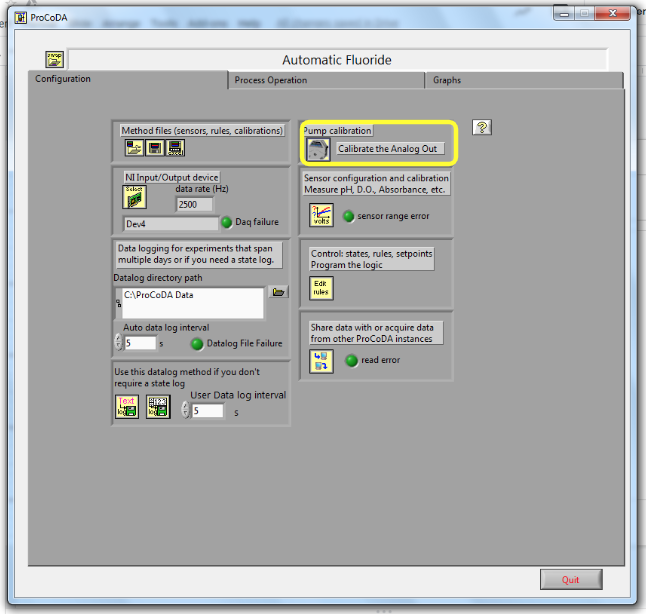 ProCoDA
swap
Automatic Fluoride
Configuration
Process Operation
Graphs
Method files (sensors, rules, calibrations)
NI Input/Output device
Select
data rate (Hz)
2500
Dev4
Daq failure
Data logging for experiments that span
multiple days or if you need a state log.
Datalog directory path
C:\ProCoDA Data
Auto data log interval
5 s
Datalog File Failure
Use this datalog method if you don't
require a state log
Text
log
log
User Data log interval
5 s
Pump calibration
Calibrate the Analog Out
?
Sensor configuration and calibration
Measure pH, D.O., Absorbance, etc.
volts
sensor range error
Control: states, rules, setpoints
Program the logic
Edit
rules
Share data with or acquire data
from other ProCoDA instances
read error
Quit